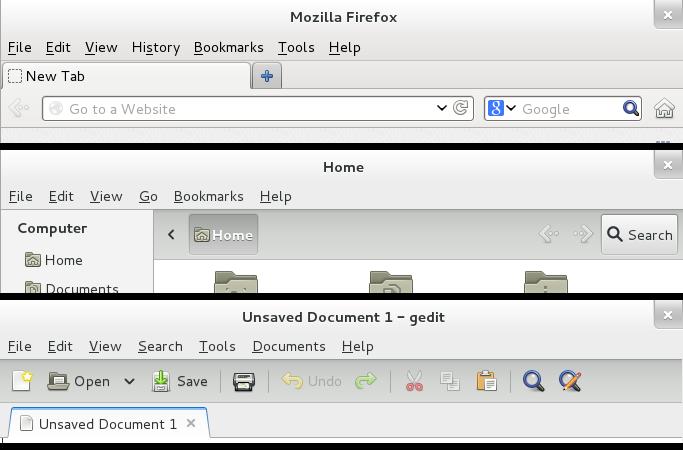 Mozilla Firefox
File Edit View History Bookmarks Tools Help
New Tab
Go to a Website 8 Google
Home
File Edit View Go Bookmarks Help
Computer
Home Search
Home
Documents
Unsaved Document 1 – gedit
File Edit View Search Tools Documents Help
Open Save Undo
Unsaved Document 1